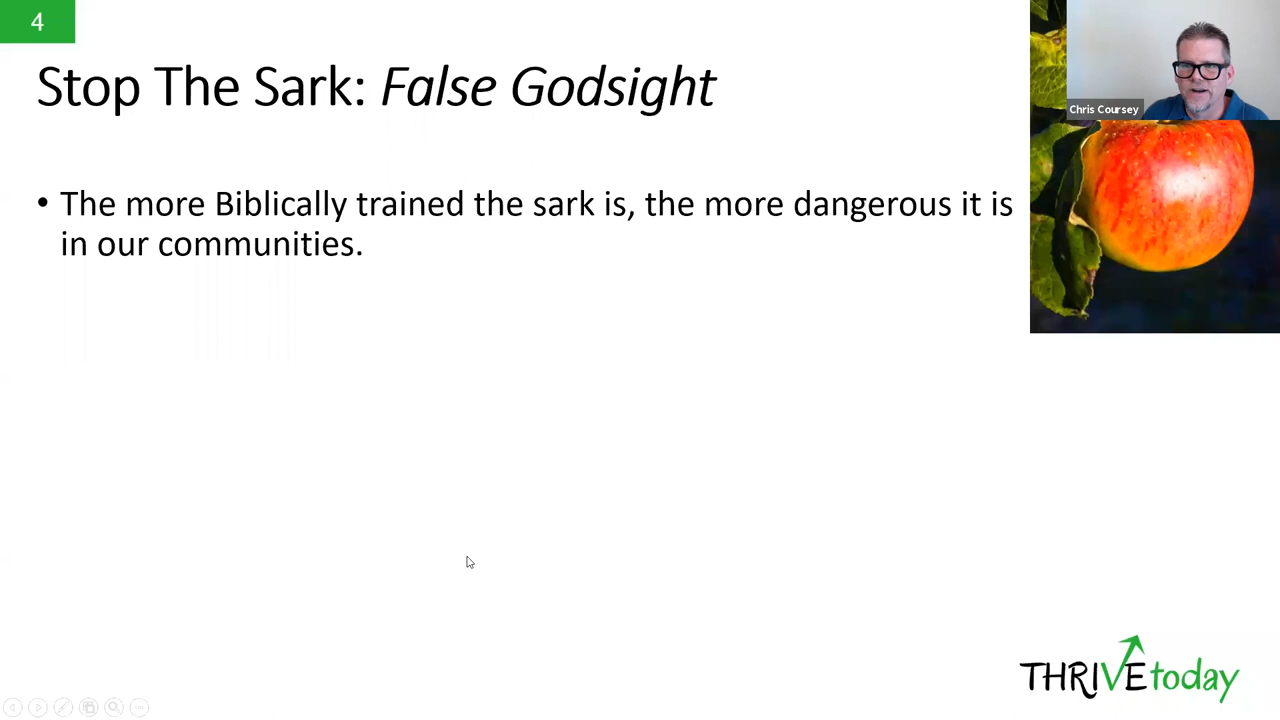 4
Stop The Sark: False Godsight
Chris Coursey
• The more Biblically trained the sark is, the more dangerous it is
in our communities.
THRIVEtoday